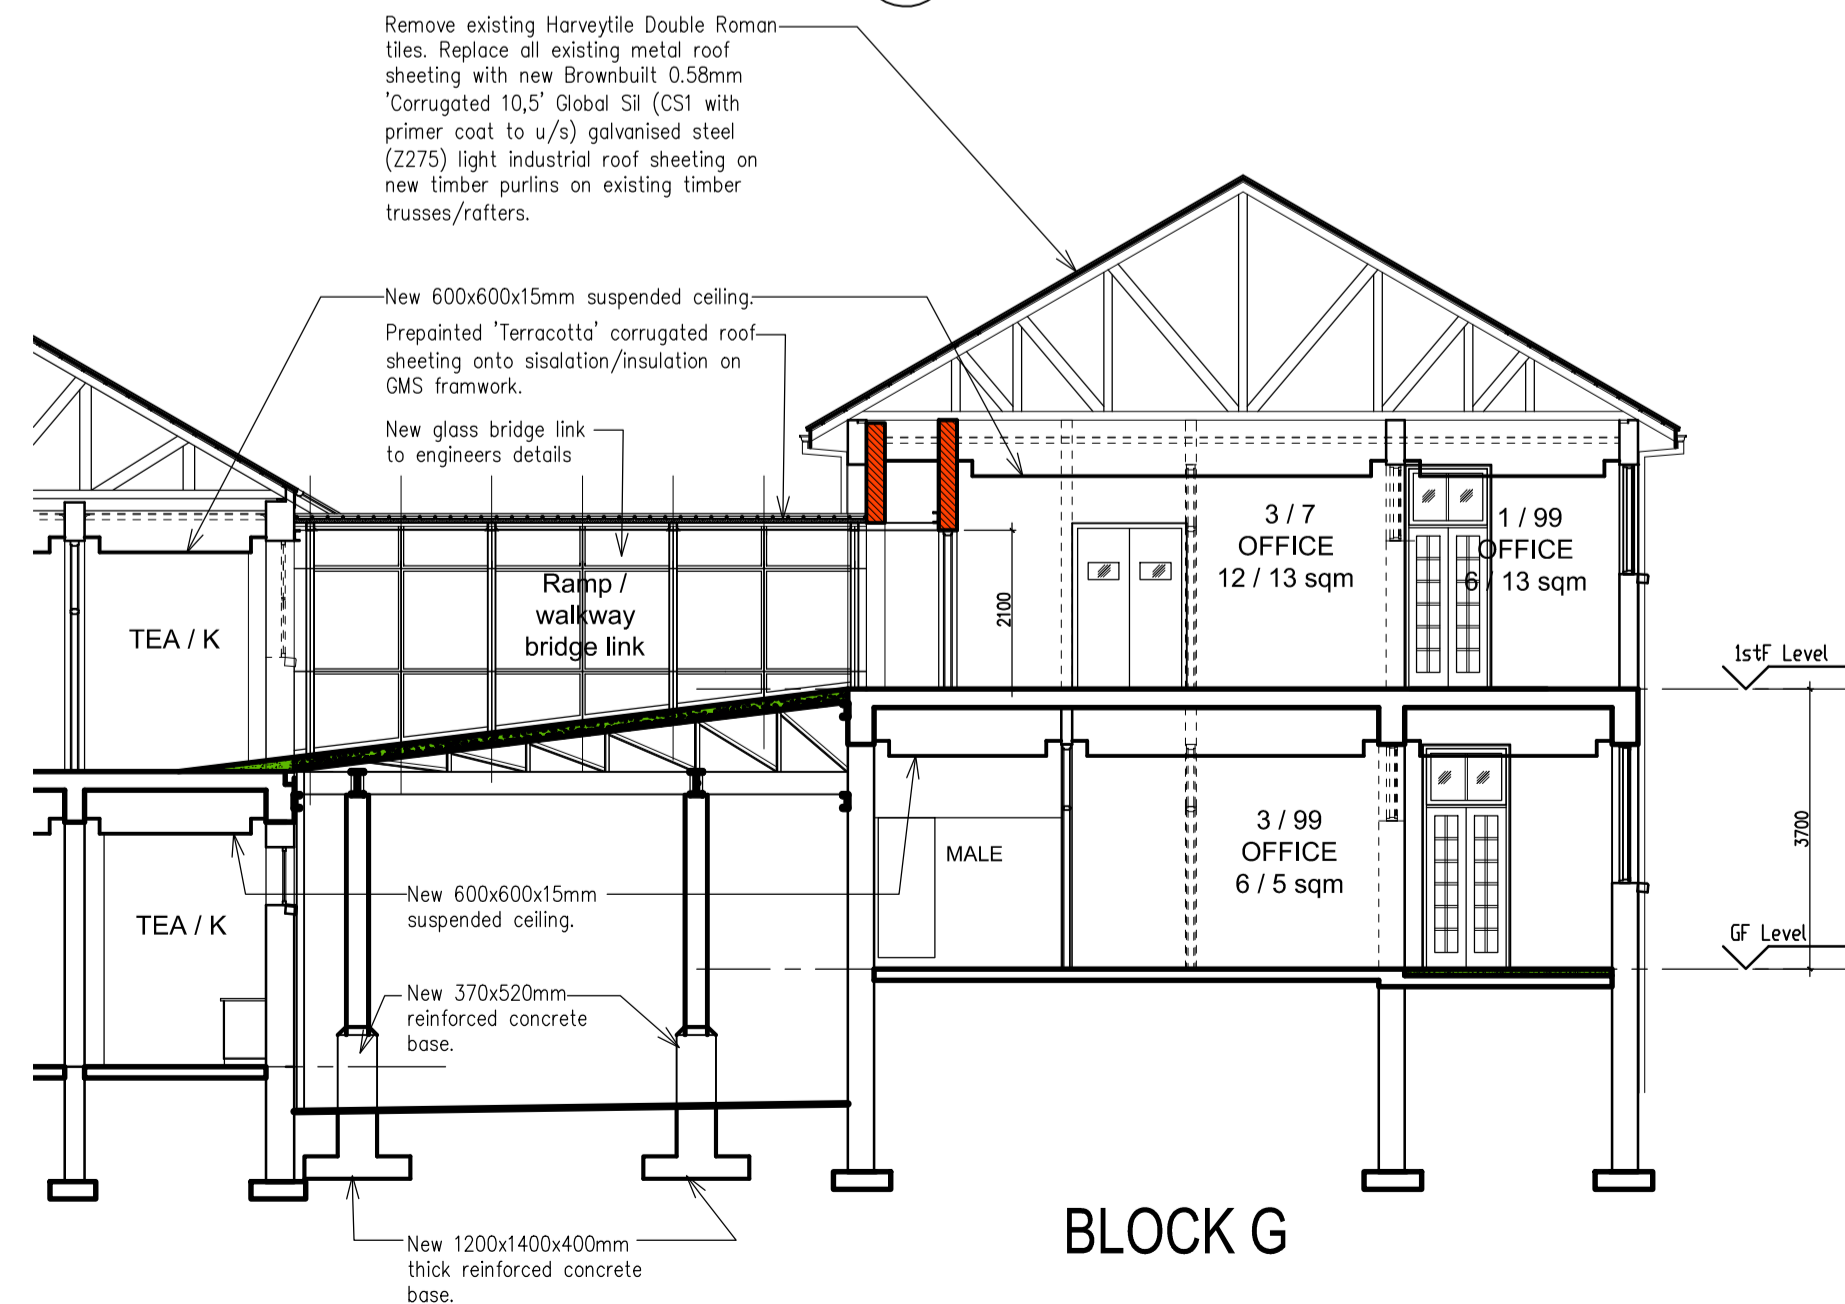 Remove existing Harveytile Double Roman
tiles. Replace all existing metal roof
sheeting with new Brownbuilt 0.58mm
'Corrugated 10,5' Global Sil (CS1 with
primer coat to u/s) galvanised steel
(Z275) light industrial roof sheeting on
new timber purlins on existing timber
trusses/rafters.
New 600x600x15mm suspended ceiling.
Prepainted 'Terracotta' corrugated roof
sheeting onto sisalation/insulation on
GMS framwork.
New glass bridge link
to engineers details
3 / 7
OFFICE
12 / 13 sqm
1 / 99
OFFICE
6 / 13 sqm
Ramp /
walkway
bridge link
2100
TEA / K
1stF Level
3 / 99
OFFICE
6 / 5 sqm
MALE
3700
New 600x600x15mm
suspended ceiling.
TEA / K
GF Level
New 370x520mm
reinforced concrete
base.
BLOCK G
New 1200x1400x400mm
thick reinforced concrete
base.